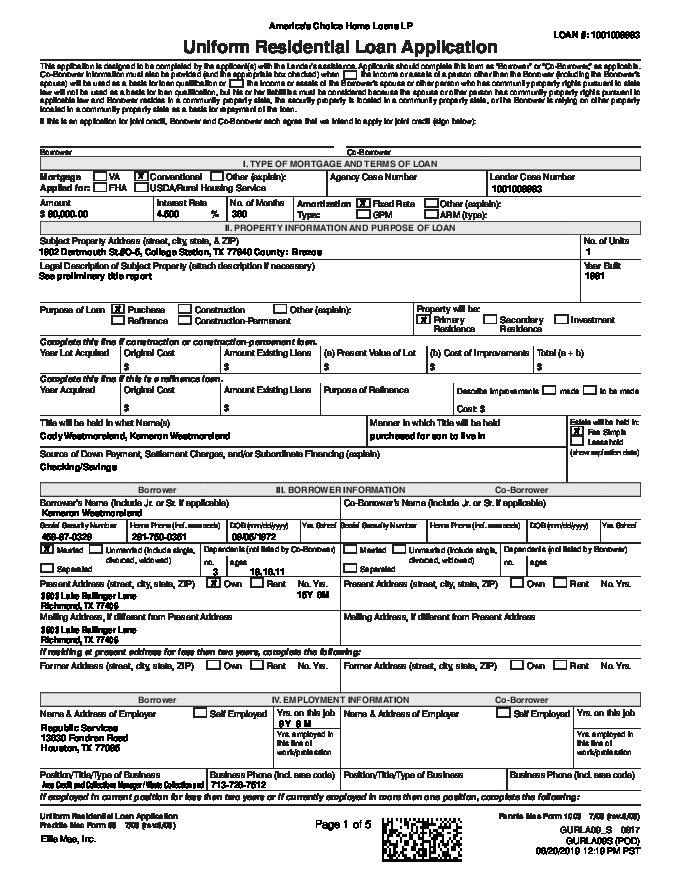 America's Choice Home Loans LP
LOAN #: 1001008983
Uniform Residential Loan Application
This application is designed to be completed by the applicant(s) with the Lender's assistance. Applicants should complete this form as "Borrower" or "Co-Borrower," as applicable.
Co-Borrower information must also be provided (and the appropriate box checked) when the income or assets of a person other than the Borrower (including the Borrower's
spouse) will be used as a basis for loan qualification or the income or assets of the Borrower's spouse or other person who has community property rights pursuant to state
law will not be used as a basis for loan qualification, but his or her liabilities must be considered because the spouse or other person has community property rights pursuant to
applicable law and Borrower resides in a community property state, the security property is located in a community property state, or the Borrower is relying on other property
located in a community property state as a basis for repayment of the loan.
If this is an application for joint credit, Borrower and Co-Borrower each agree that we intend to apply for joint credit (sign below):
Borrower Co-Borrower
I. TYPE OF MORTGAGE AND TERMS OF LOAN
Mortgage VA X Conventional Other (explain): Agency Case Number Lender Case Number
Applied for: FHA USDA/Rural Housing Service 1001008983
Amount Interest Rate No. of Months Amortization X Fixed Rate Other (explain):
$ 60,000.00 4.500 % 360 Type: GPM ARM (type):
II. PROPERTY INFORMATION AND PURPOSE OF LOAN
Subject Property Address (street, city, state, & ZIP) No. of Units
1902 Dartmouth St.#O-5, College Station, TX 77840 County: Brazos 1
Legal Description of Subject Property (attach description if necessary) Year Built
See preliminary title report 1981
Purpose of Loan X Purchase Construction Other (explain): Property will be:
Refinance Construction-Permanent X Primary Residence Secondary Residence Investment
Complete this line if construction or construction-permanent loan.
Year Lot Acquired Original Cost Amount Existing Liens (a) Present Value of Lot (b) Cost of Improvements Total (a + b)
$ $ $ $ $
Complete this line if this is a refinance loan.
Year Acquired Original Cost Amount Existing Liens Purpose of Refinance Describe Improvements made to be made
$ $ Cost: $
Title will be held in what Name(s) Manner in which Title will be held Estate will be held in:
Cody Westmoreland, Kameron Westmoreland purchased for son to live in X Fee Simple
Leasehold
(show expiration date)
Source of Down Payment, Settlement Charges, and/or Subordinate Financing (explain)
Checking/Savings
Borrower III. BORROWER INFORMATION Co-Borrower
Borrower's Name (include Jr. or Sr. if applicable) Co-Borrower's Name (include Jr. or Sr. if applicable)
Kameron Westmoreland
Social Security Number Home Phone (incl. area code) DOB (mm/dd/yyyy) Yrs. School Social Security Number Home Phone (incl. area code) DOB (mm/dd/yyyy) Yrs. School
X Married Unmarried (include single, divorced, widowed) Dependents (not listed by Co-Borrower) Married Unmarried (include single, divorced, widowed) Dependents (not listed by Borrower)
Separated no. 3 ages 18,18,11 Separated no. ages
Present Address (street, city, state, ZIP) X Own Rent No. Yrs. Present Address (street, city, state, ZIP) Own Rent No. Yrs.
3603 Lake Ballinger Lane 15Y 6M
Richmond, TX 77406
Mailing Address, if different from Present Address Mailing Address, if different from Present Address
3603 Lake Ballinger Lane
Richmond, TX 77406
If residing at present address for less than two years, complete the following:
Former Address (street, city, state, ZIP) Own Rent No. Yrs. Former Address (street, city, state, ZIP) Own Rent No. Yrs.
Borrower IV. EMPLOYMENT INFORMATION Co-Borrower
Name & Address of Employer Self Employed Yrs. on this job Name & Address of Employer Self Employed Yrs. on this job
Republic Services
13630 Fondren Road
Houston, TX 77085
Yrs. employed in this line of work/profession Yrs. employed in this line of work/profession
Position/Title/Type of Business Business Phone (incl. area code) Position/Title/Type of Business Business Phone (incl. area code)
Area Credit and Collections Manager / Waste Collection and 713-726-7512
If employed in current position for less than two years or if currently employed in more than one position, complete the following:
Uniform Residential Loan Application Fannie Mae Form 1003 7/05 (rev.6/09)
Freddie Mac Form 65 7/05 (rev.6/09)
Page 1 of 5
Ellie Mae, Inc.
GURLA09_S 0817
GURLA09S (POD)
08/20/2019 12:19 PM PST